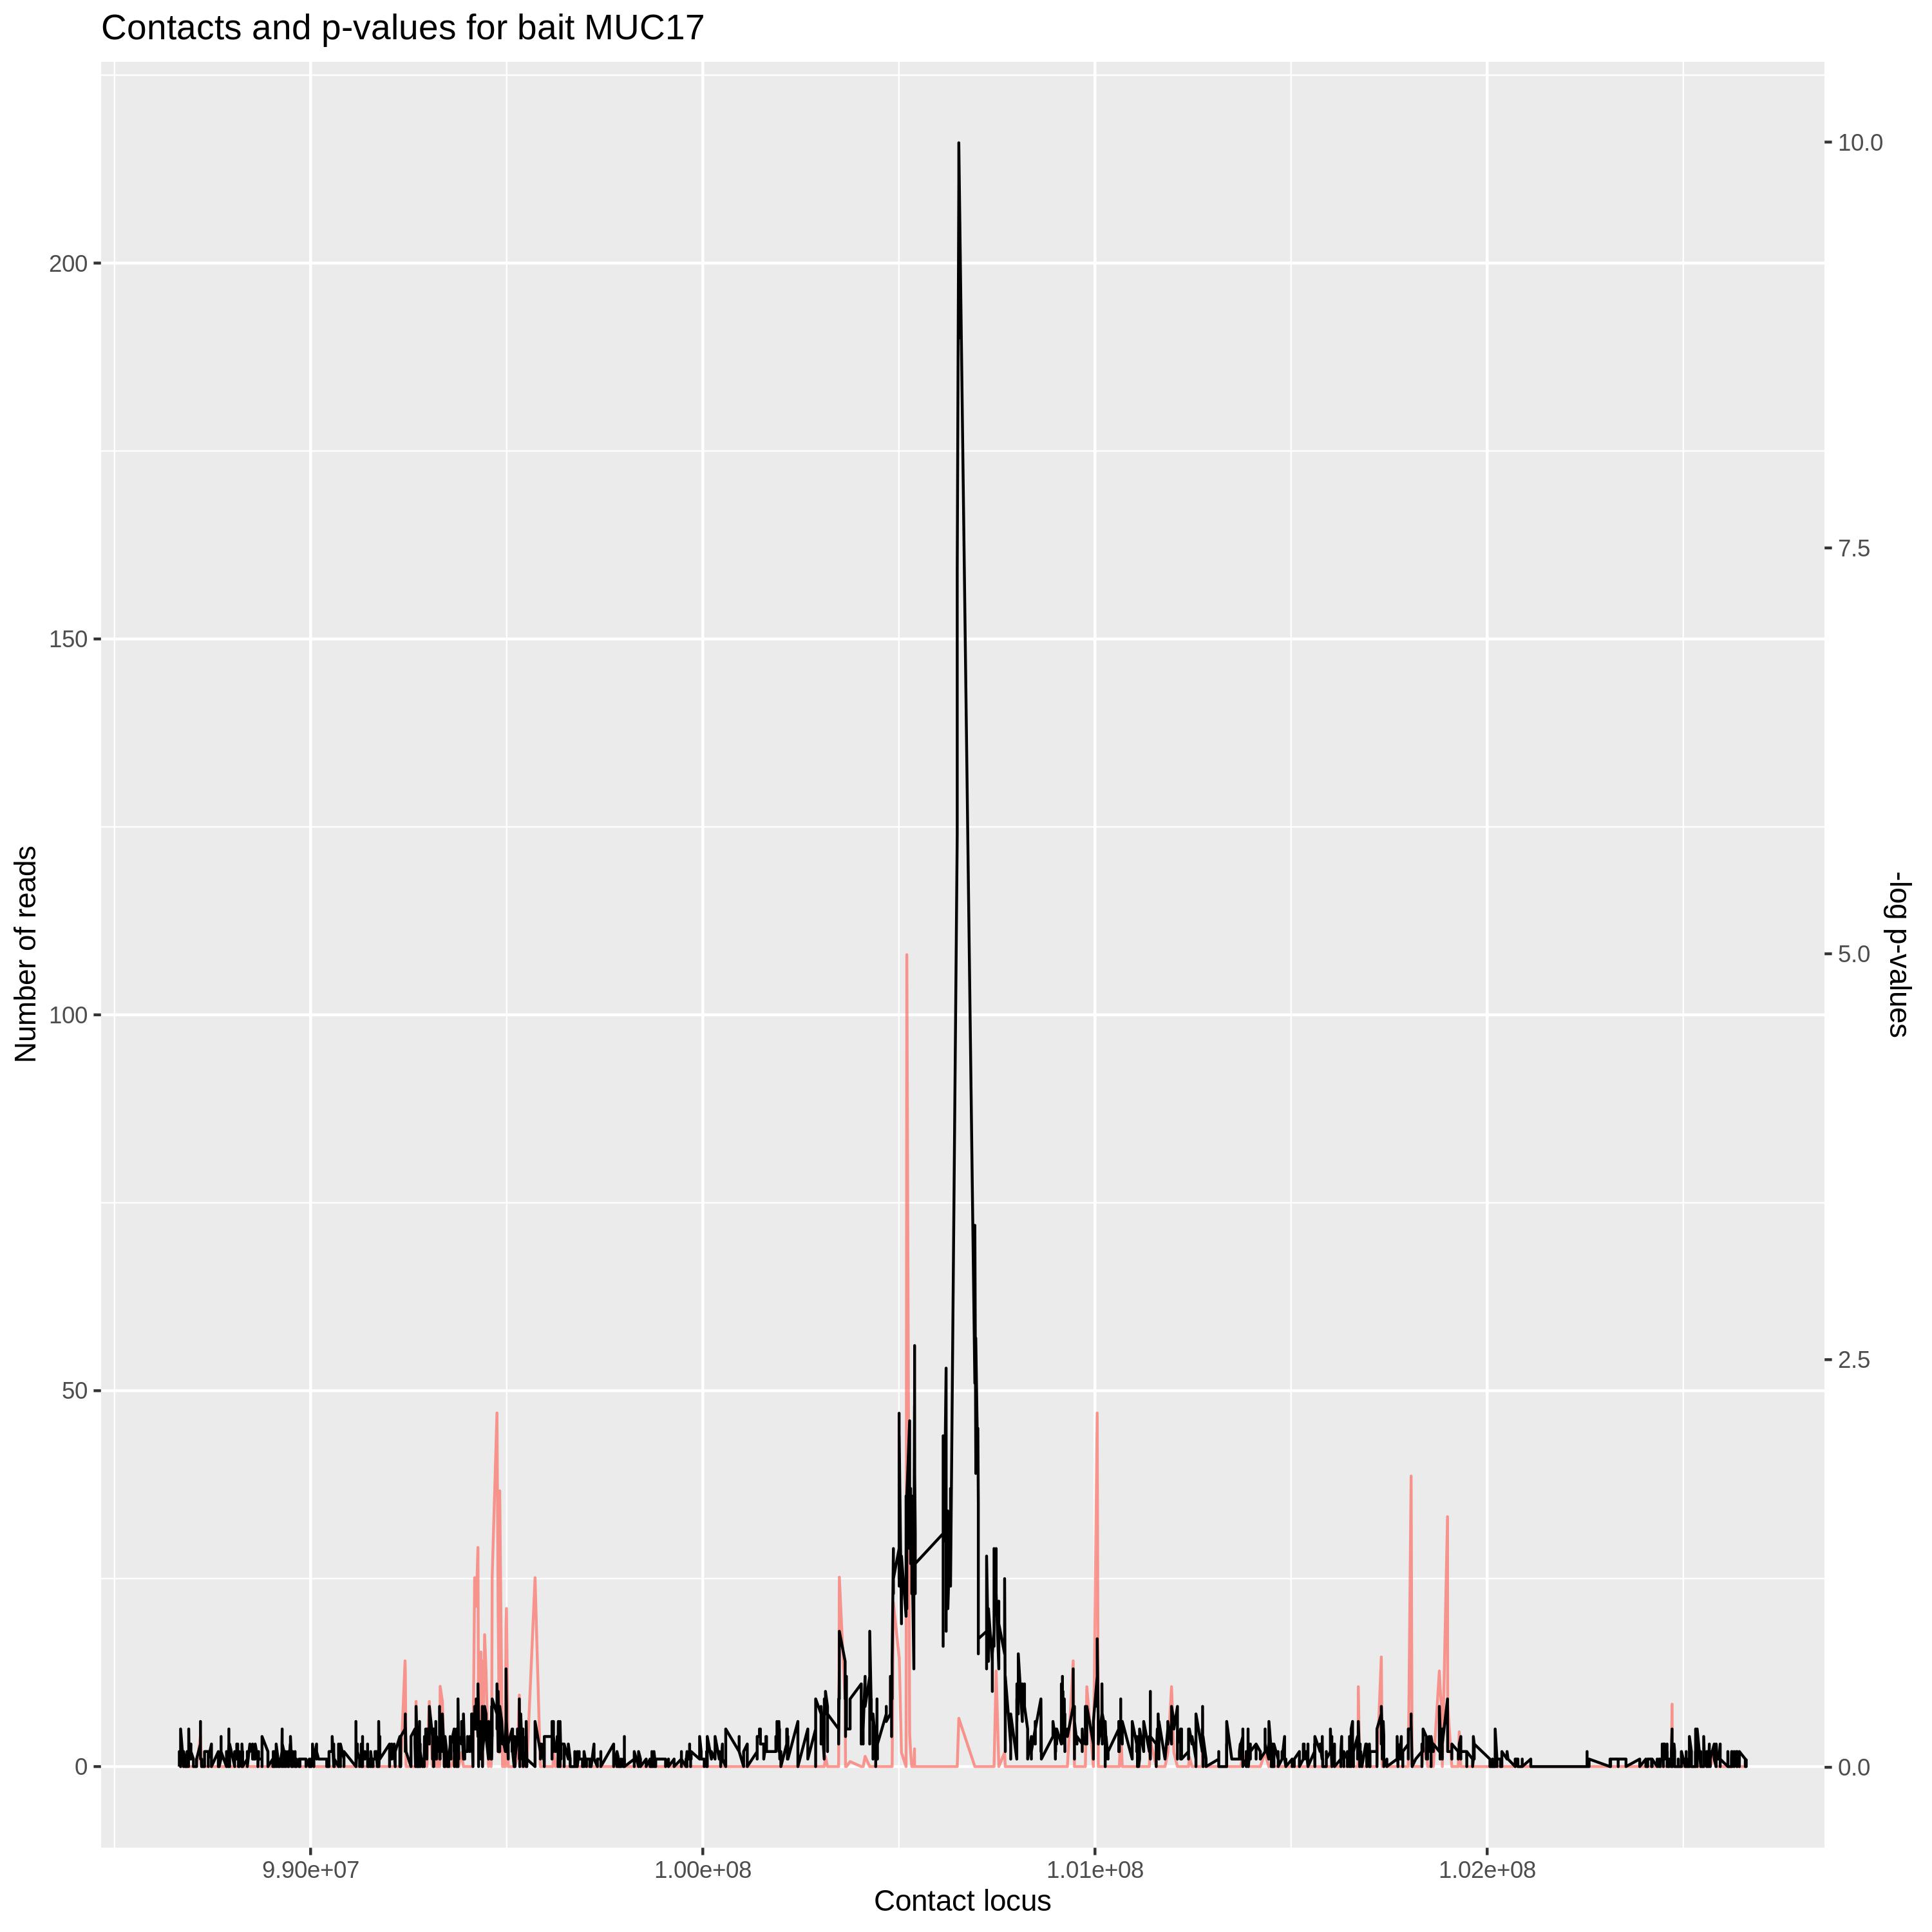 Contacts and p-values for bait MUC17
200
150
100
50
0
Number of reads
10.0
7.5
5.0
2.5
0.0
-log p-values
9.90e+07
1.00e+08
1.01e+08
1.02e+08
Contact locus